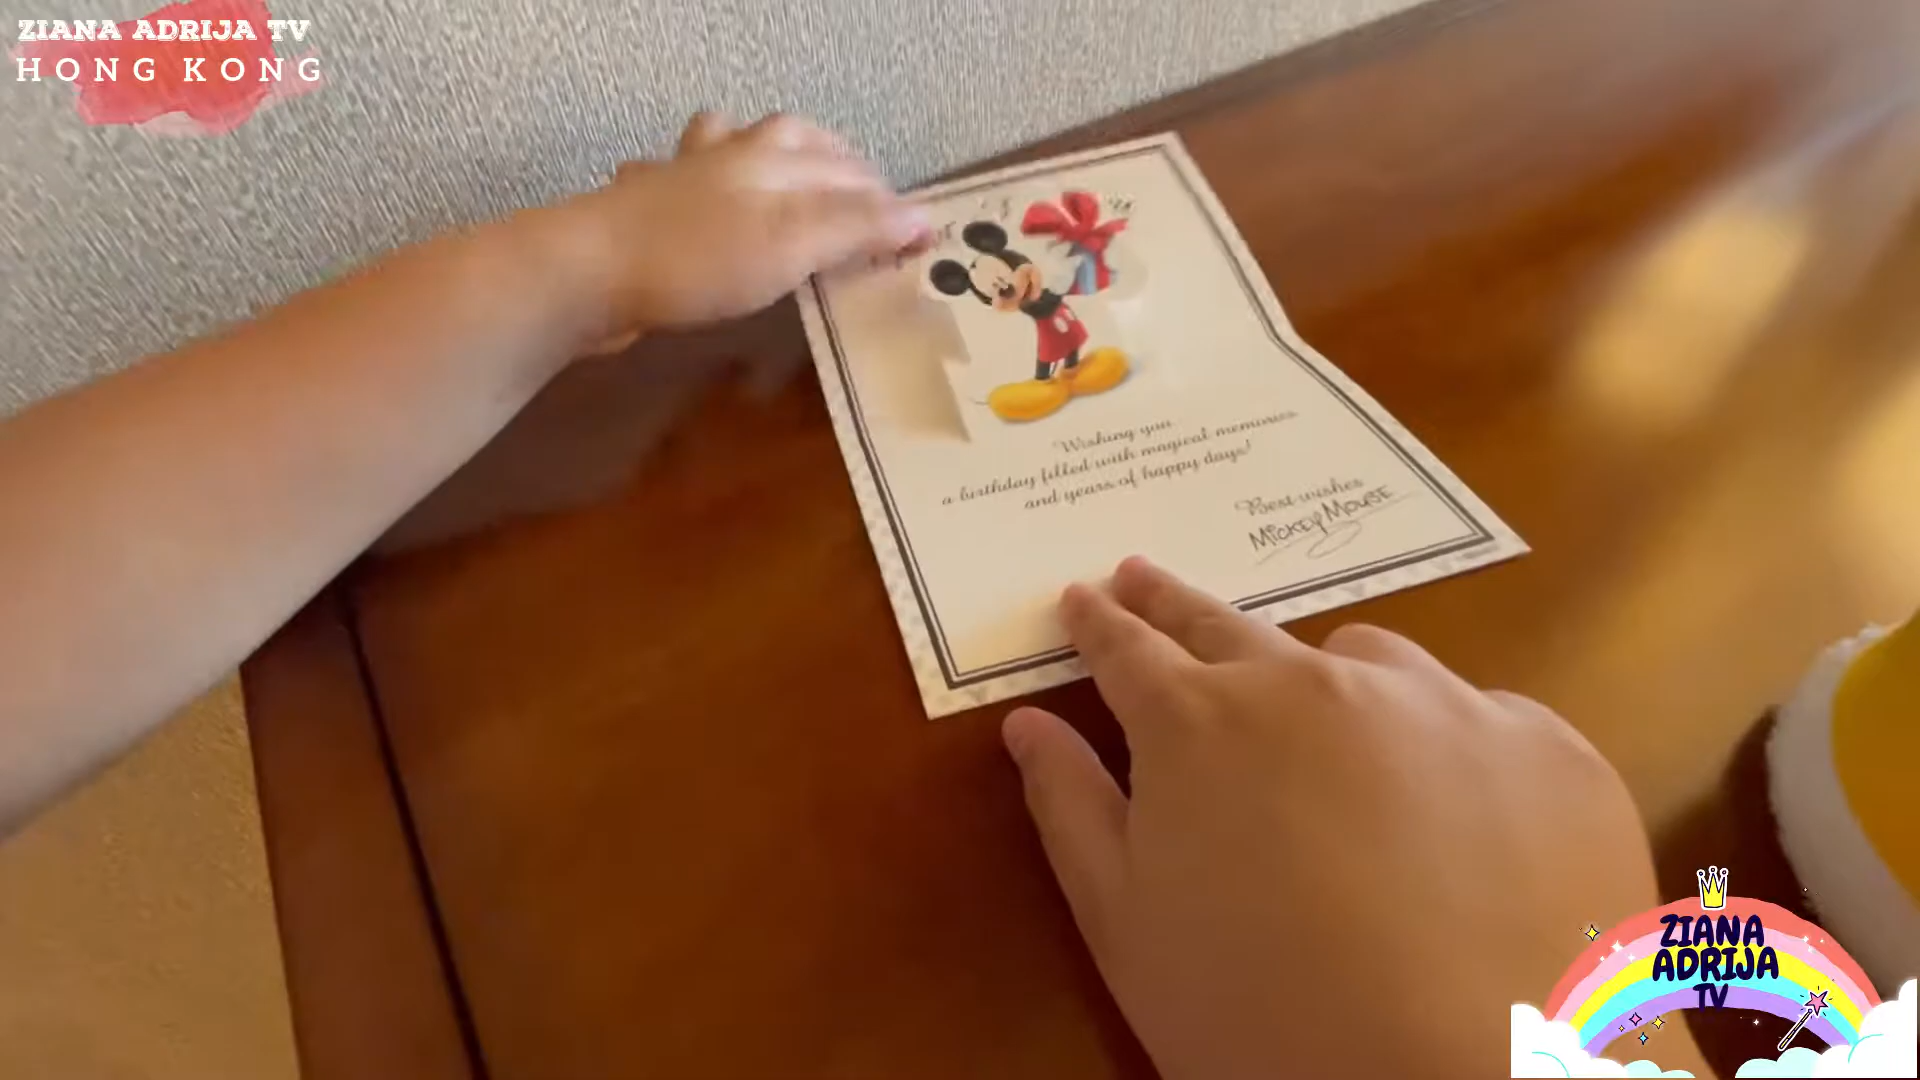 ZIANA ADRIJA TV
HONG KONG
Wishing you
a birthday filled with magical memories
and years of happy days!
Best wishes
Mickey Mouse
ZIANA
ADRIJA
TV